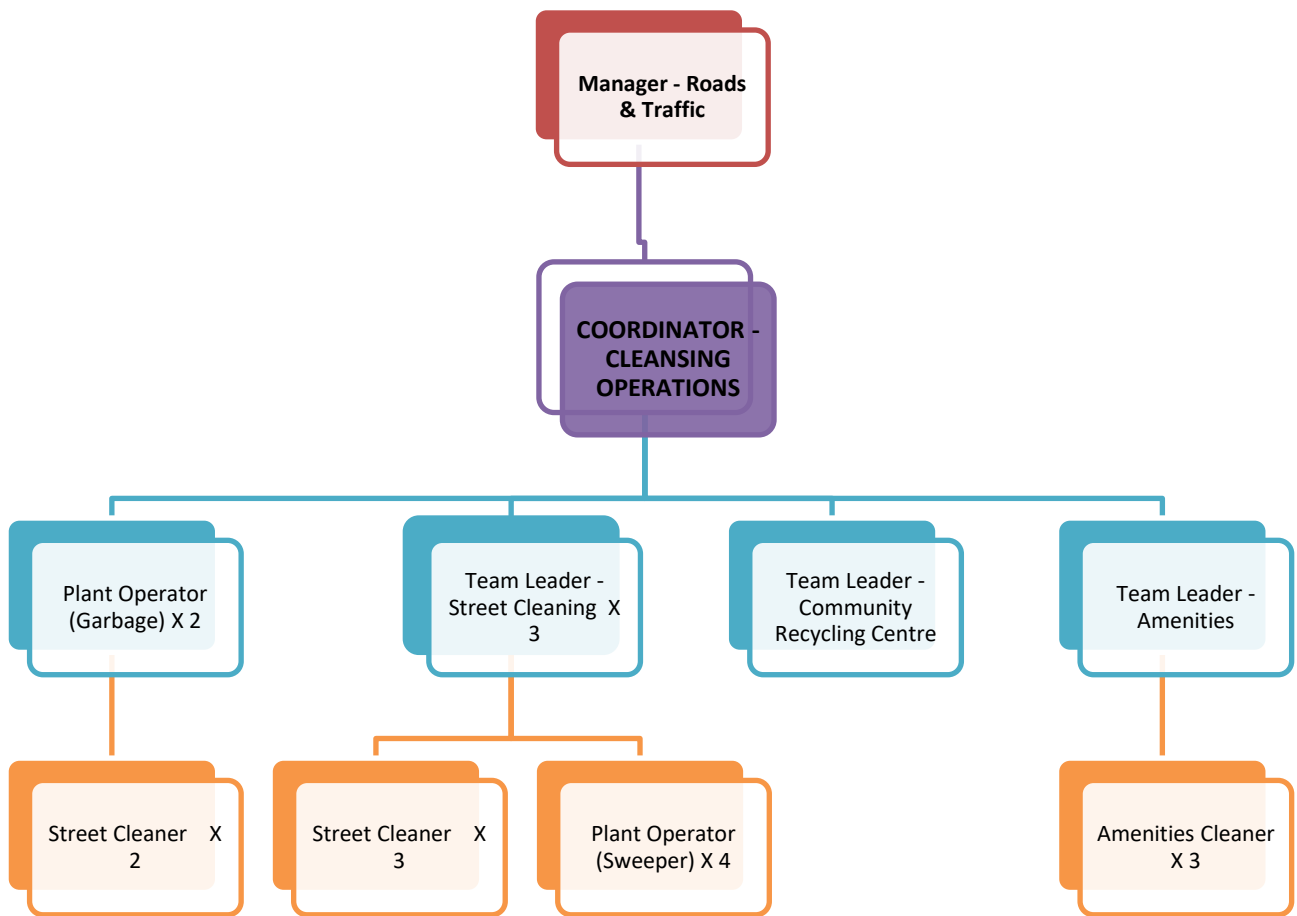 Manager - Roads
& Traffic
COORDINATOR -
CLEANSING
OPERATIONS
Plant Operator
(Garbage) X 2
Team Leader -
Street Cleaning X
3
Team Leader -
Community
Recycling Centre
Team Leader -
Amenities
Street Cleaner X
2
Street Cleaner X
3
Plant Operator
(Sweeper) X 4
Amenities Cleaner
X 3